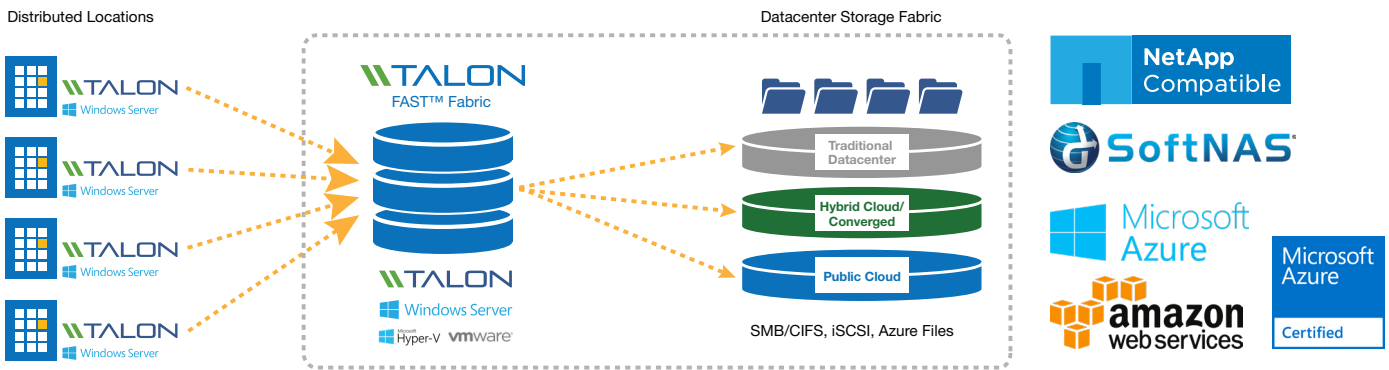 Distributed Locations
TALON
Windows Server
TALON
Windows Server
TALON
Windows Server
TALON
Windows Server
TALON
FAST™ Fabric
TALON
Windows Server
Microsoft
Hyper-V
vmware®
Datacenter Storage Fabric
Traditional
Datacenter
Hybrid Cloud/
Converged
Public Cloud
SMB/CIFS, iSCSI, Azure Files
NetApp
Compatible
SoftNAS
Microsoft
Azure
amazon
web services
Microsoft
Azure
Certified